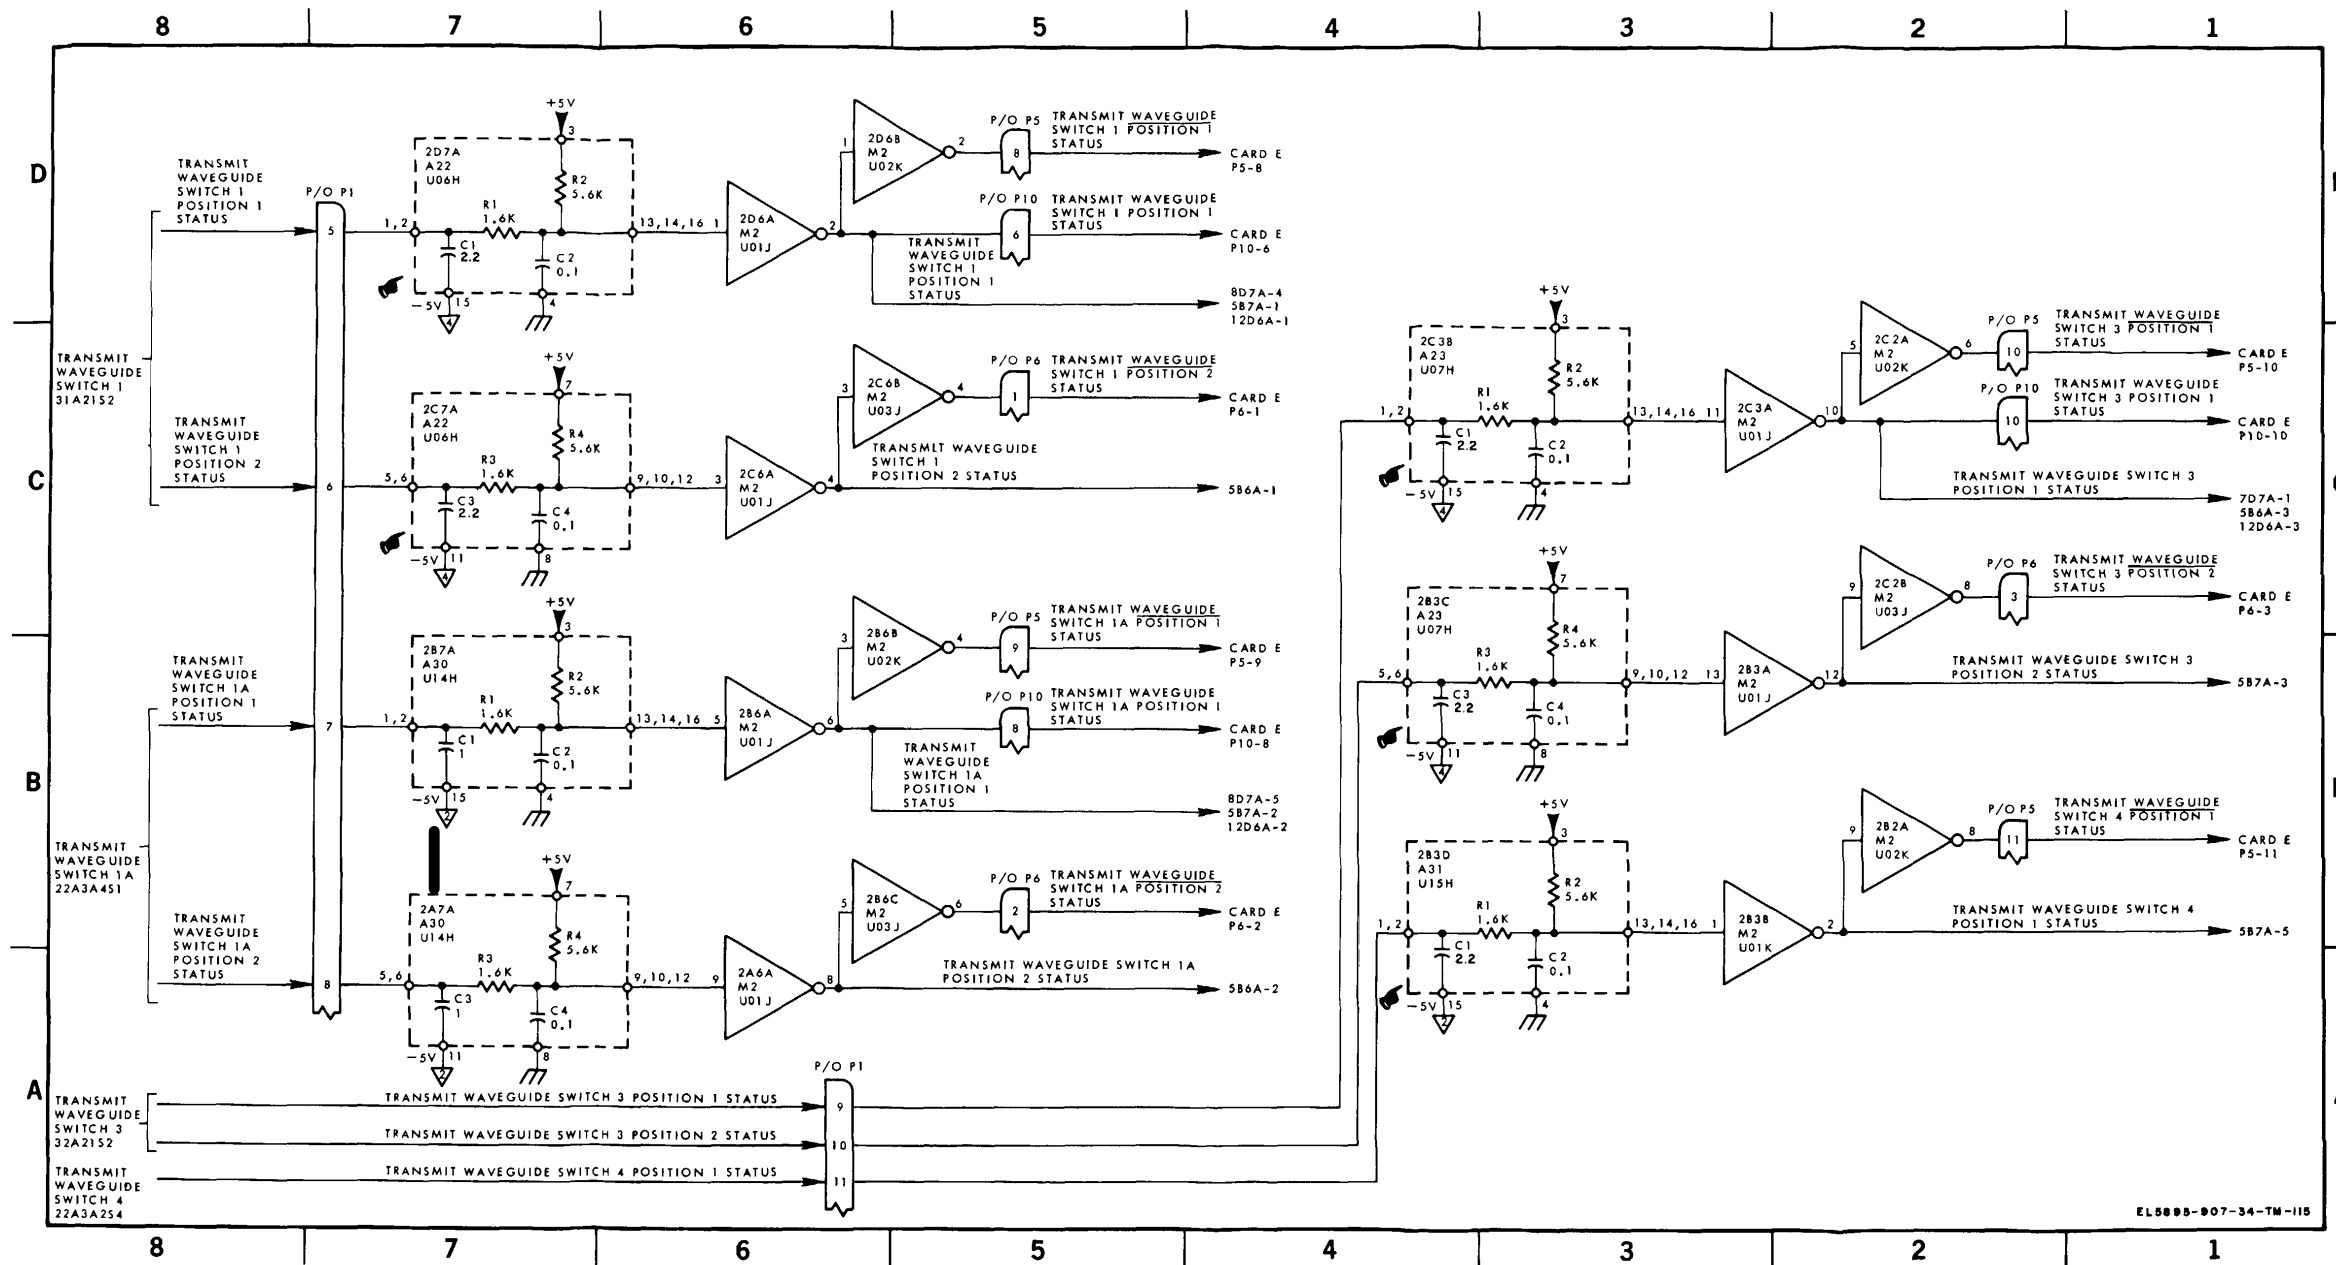 8 7 6 5 4 3 2 1
D
C
B
A
TRANSMIT
WAVEGUIDE
SWITCH 1
POSITION 1
STATUS
P/O P1
5
1,2
2D7A
A22
U06H
+5V
3
R2
5.6K
R1
1.6K
C1
2.2
C2
0.1
-5V
15
4
4
13,14,16
1
2D6A
M2
U01J
2
1
2D6B
M2
U02K
2
P/O P5
8
TRANSMIT WAVEGUIDE
SWITCH 1 POSITION 1
STATUS
CARD E
P5-8
P/O P10
6
TRANSMIT WAVEGUIDE
SWITCH 1 POSITION 1
STATUS
CARD E
P10-6
TRANSMIT
WAVEGUIDE
SWITCH 1
POSITION 1
STATUS
8D7A-4
5B7A-1
12D6A-1
TRANSMIT
WAVEGUIDE
SWITCH 1
31A21S2
TRANSMIT
WAVEGUIDE
SWITCH 1
POSITION 2
STATUS
6
5,6
2C7A
A22
U06H
+5V
7
R4
5.6K
R3
1.6K
C3
2.2
C4
0.1
-5V
11
4
8
9,10,12
3
2C6A
M2
U01J
4
3
2C6B
M2
U03J
4
P/O P6
1
TRANSMIT WAVEGUIDE
SWITCH 1 POSITION 2
STATUS
CARD E
P6-1
TRANSMIT WAVEGUIDE
SWITCH 1
POSITION 2 STATUS
5B6A-1
TRANSMIT
WAVEGUIDE
SWITCH 1A
POSITION 1
STATUS
7
1,2
2B7A
A30
U14H
+5V
3
R2
5.6K
R1
1.6K
C1
1
C2
0.1
-5V
15
2
4
13,14,16
5
2B6A
M2
U01J
6
3
2B6B
M2
U02K
4
P/O P5
9
TRANSMIT WAVEGUIDE
SWITCH 1A POSITION 1
STATUS
CARD E
P5-9
P/O P10
8
TRANSMIT WAVEGUIDE
SWITCH 1A POSITION 1
STATUS
CARD E
P10-8
TRANSMIT
WAVEGUIDE
SWITCH 1A
POSITION 1
STATUS
8D7A-5
5B7A-2
12D6A-2
TRANSMIT
WAVEGUIDE
SWITCH 1A
22A3A4S1
TRANSMIT
WAVEGUIDE
SWITCH 1A
POSITION 2
STATUS
8
5,6
2A7A
A30
U14H
+5V
7
R4
5.6K
R3
1.6K
C3
1
C4
0.1
-5V
11
2
8
9,10,12
9
2A6A
M2
U01J
8
5
2B6C
M2
U03J
6
P/O P6
2
TRANSMIT WAVEGUIDE
SWITCH 1A POSITION 2
STATUS
CARD E
P6-2
TRANSMIT WAVEGUIDE SWITCH 1A
POSITION 2 STATUS
5B6A-2
TRANSMIT
WAVEGUIDE
SWITCH 3
32A21S2
TRANSMIT WAVEGUIDE SWITCH 3 POSITION 1 STATUS
TRANSMIT WAVEGUIDE SWITCH 3 POSITION 2 STATUS
TRANSMIT
WAVEGUIDE
SWITCH 4
22A3A2S4
TRANSMIT WAVEGUIDE SWITCH 4 POSITION 1 STATUS
P/O P1
9
10
11
1,2
2C3B
A23
U07H
+5V
3
R2
5.6K
R1
1.6K
C1
2.2
C2
0.1
-5V
15
4
4
13,14,16
11
2C3A
M2
U01J
10
5
2C2A
M2
U02K
6
P/O P5
10
TRANSMIT WAVEGUIDE
SWITCH 3 POSITION 1
STATUS
CARD E
P5-10
P/O P10
10
TRANSMIT WAVEGUIDE
SWITCH 3 POSITION 1
STATUS
CARD E
P10-10
TRANSMIT WAVEGUIDE SWITCH 3
POSITION 1 STATUS
7D7A-1
5B6A-3
12D6A-3
5,6
2B3C
A23
U07H
+5V
7
R4
5.6K
R3
1.6K
C3
2.2
C4
0.1
-5V
11
4
8
9,10,12
13
2B3A
M2
U01J
12
9
2C2B
M2
U03J
8
P/O P6
3
TRANSMIT WAVEGUIDE
SWITCH 3 POSITION 2
STATUS
CARD E
P6-3
TRANSMIT WAVEGUIDE SWITCH 3
POSITION 2 STATUS
5B7A-3
1,2
2B3D
A31
U15H
+5V
3
R2
5.6K
R1
1.6K
C1
2.2
C2
0.1
-5V
15
2
4
13,14,16
1
2B3B
M2
U01K
2
9
2B2A
M2
U02K
8
P/O P5
11
TRANSMIT WAVEGUIDE
SWITCH 4 POSITION 1
STATUS
CARD E
P5-11
TRANSMIT WAVEGUIDE SWITCH 4
POSITION 1 STATUS
5B7A-5
EL5895-907-34-TM-115
8 7 6 5 4 3 2 1